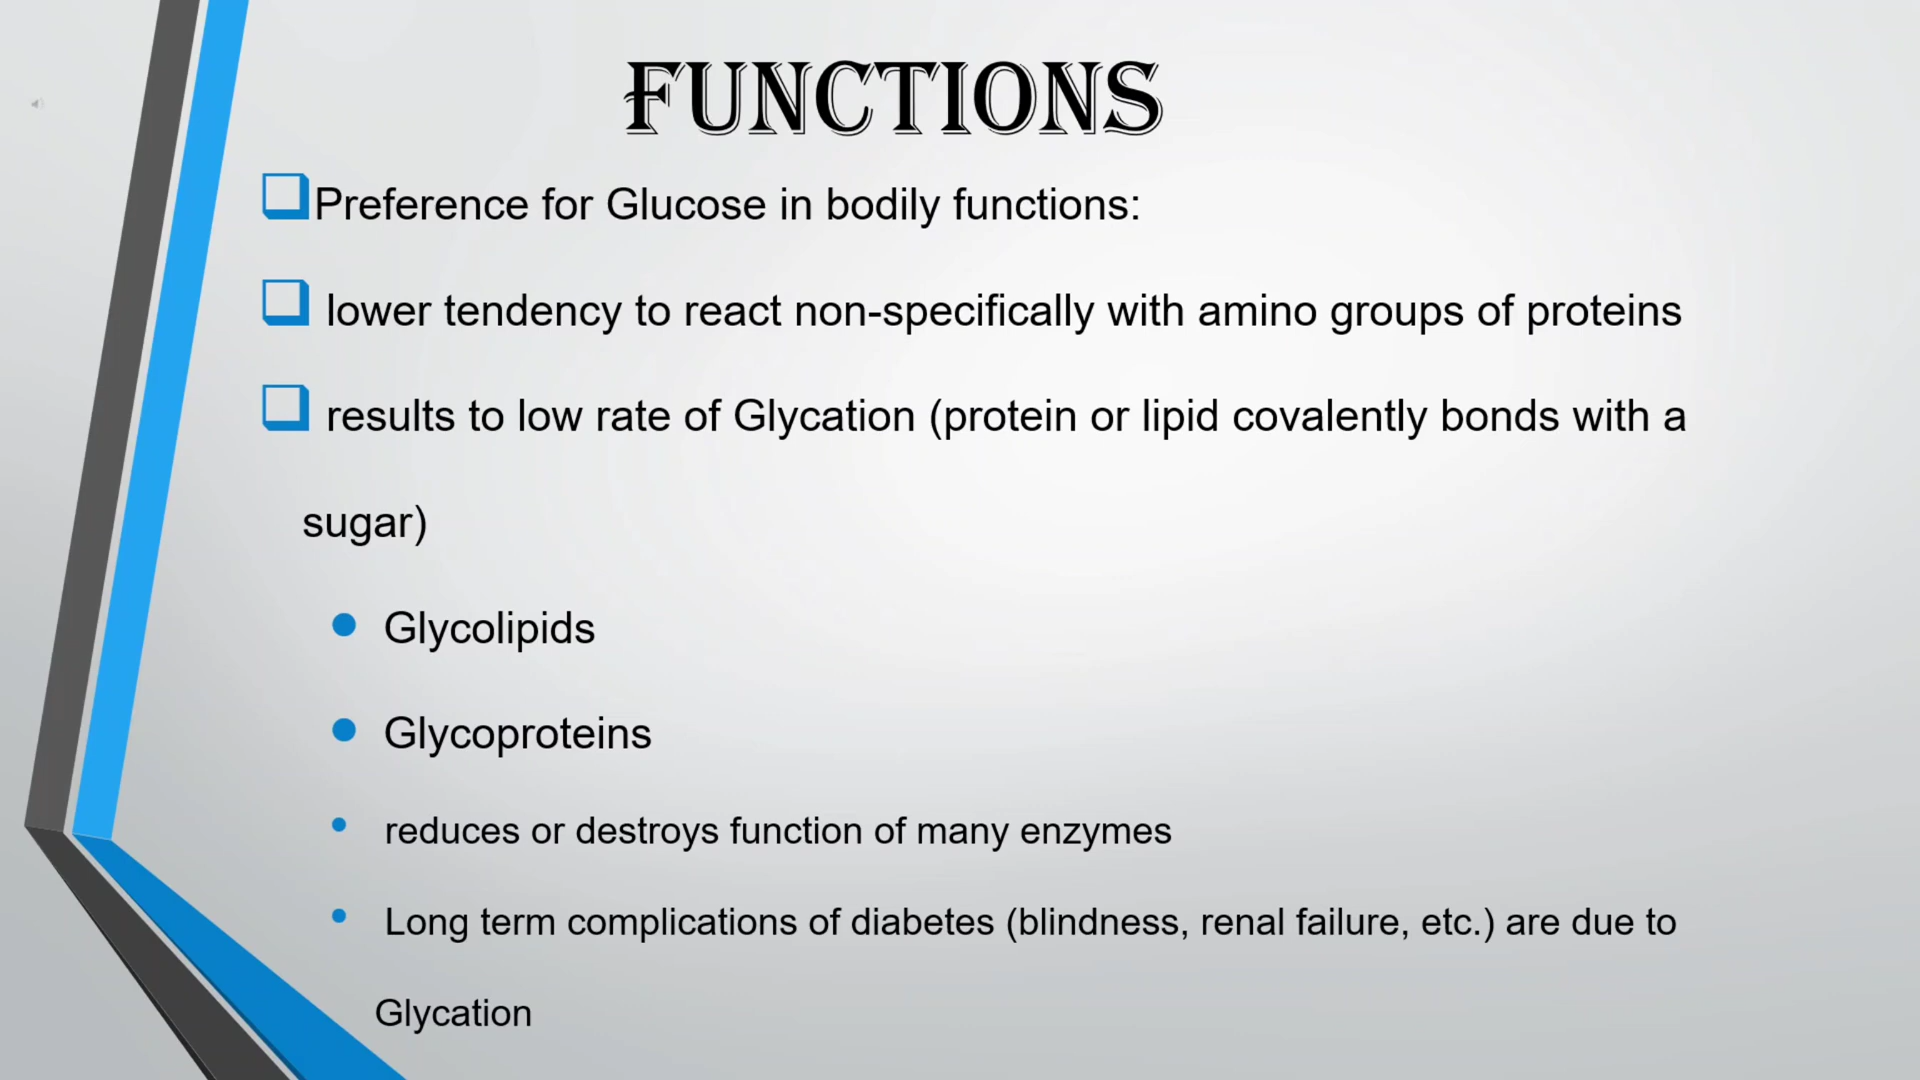 FUNCTIONS
Preference for Glucose in bodily functions:
lower tendency to react non-specifically with amino groups of proteins
results to low rate of Glycation (protein or lipid covalently bonds with a
sugar)
Glycolipids
Glycoproteins
reduces or destroys function of many enzymes
Long term complications of diabetes (blindness, renal failure, etc.) are due to
Glycation